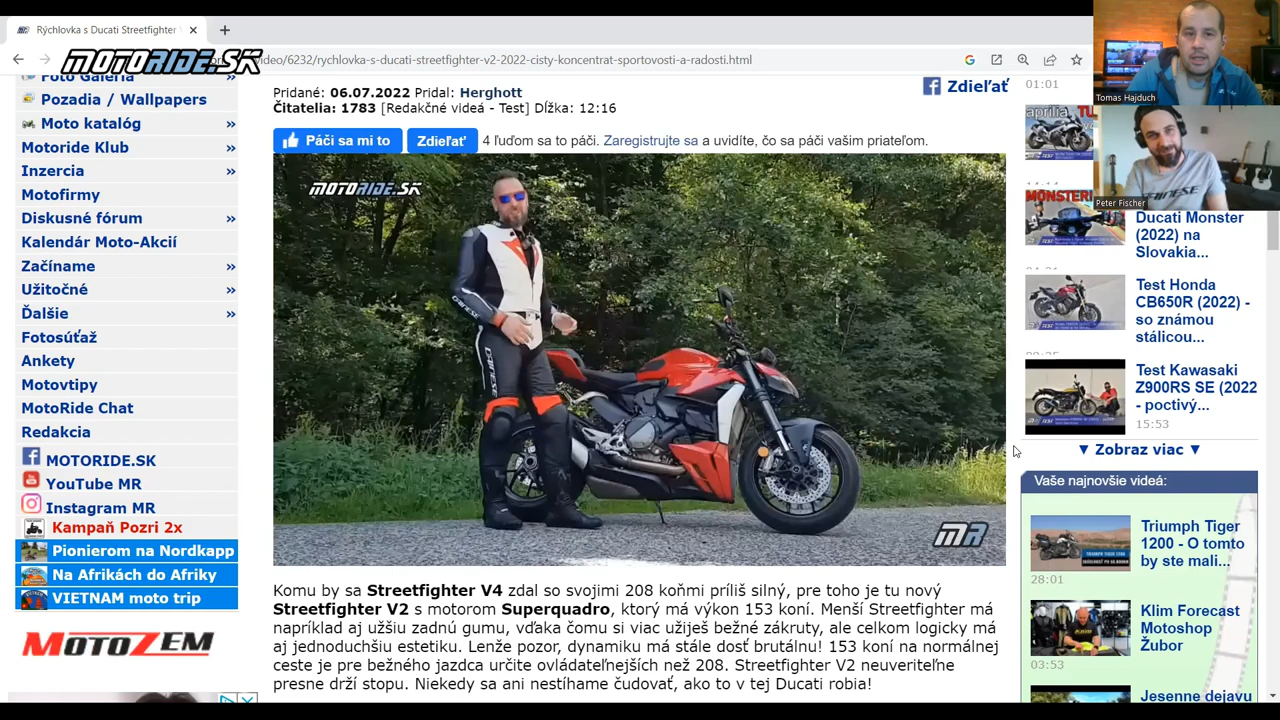 Rýchlovka s Ducati Streetfighter
MOTORIDE.SK
video/6232/rychlovka-s-ducati-streetfighter-v2-2022-cisty-koncentrat-sportovosti-a-radosti.html
Foto Galéria
Pozadia / Wallpapers
Moto katalóg »
Motoride Klub »
Inzercia »
Motofirmy
Diskusné fórum »
Kalendár Moto-Akcií
Začíname »
Užitočné »
Ďalšie »
Fotosúťaž
Ankety
Motovtipy
MotoRide Chat
Redakcia
MOTORIDE.SK
YouTube MR
Instagram MR
Kampaň Pozri 2x
Pionierom na Nordkapp
Na Afrikách do Afriky
VIETNAM moto trip
MOTOZEM
Pridané: 06.07.2022 Pridal: Herghott
Čitatelia: 1783 [Redakčné videá - Test] Dĺžka: 12:16
Zdieľať
Páči sa mi to
Zdieľať
4 ľuďom sa to páči. Zaregistrujte sa a uvidíte, čo sa páči vašim priateľom.
MOTORIDE.SK
DAINESE
MR
Komu by sa Streetfighter V4 zdal so svojimi 208 koňmi príliš silný, pre toho je tu nový
Streetfighter V2 s motorom Superquadro, ktorý má výkon 153 koní. Menší Streetfighter má
napríklad aj užšiu zadnú gumu, vďaka čomu si viac užiješ bežné zákruty, ale celkom logicky má
aj jednoduchšiu estetiku. Lenže pozor, dynamiku má stále dosť brutálnu! 153 koní na normálnej
ceste je pre bežného jazdca určite ovládateľnejších než 208. Streetfighter V2 neuveriteľne
presne drží stopu. Niekedy sa ani nestíhame čudovať, ako to v tej Ducati robia!
Tomas Hajduch
Peter Fischer
01:01
aprilia
14:14
MONSTER
Ducati Monster
(2022) na
Slovakia...
Test Honda
CB650R (2022) -
so známou
stálicou...
Test Kawasaki
Z900RS SE (2022
- poctivý...
15:53
▼ Zobraz viac ▼
Vaše najnovšie videá:
Triumph Tiger
1200 - O tomto
by ste mali...
28:01
Klim Forecast
Motoshop
Žubor
03:53
Jesenne dejavu